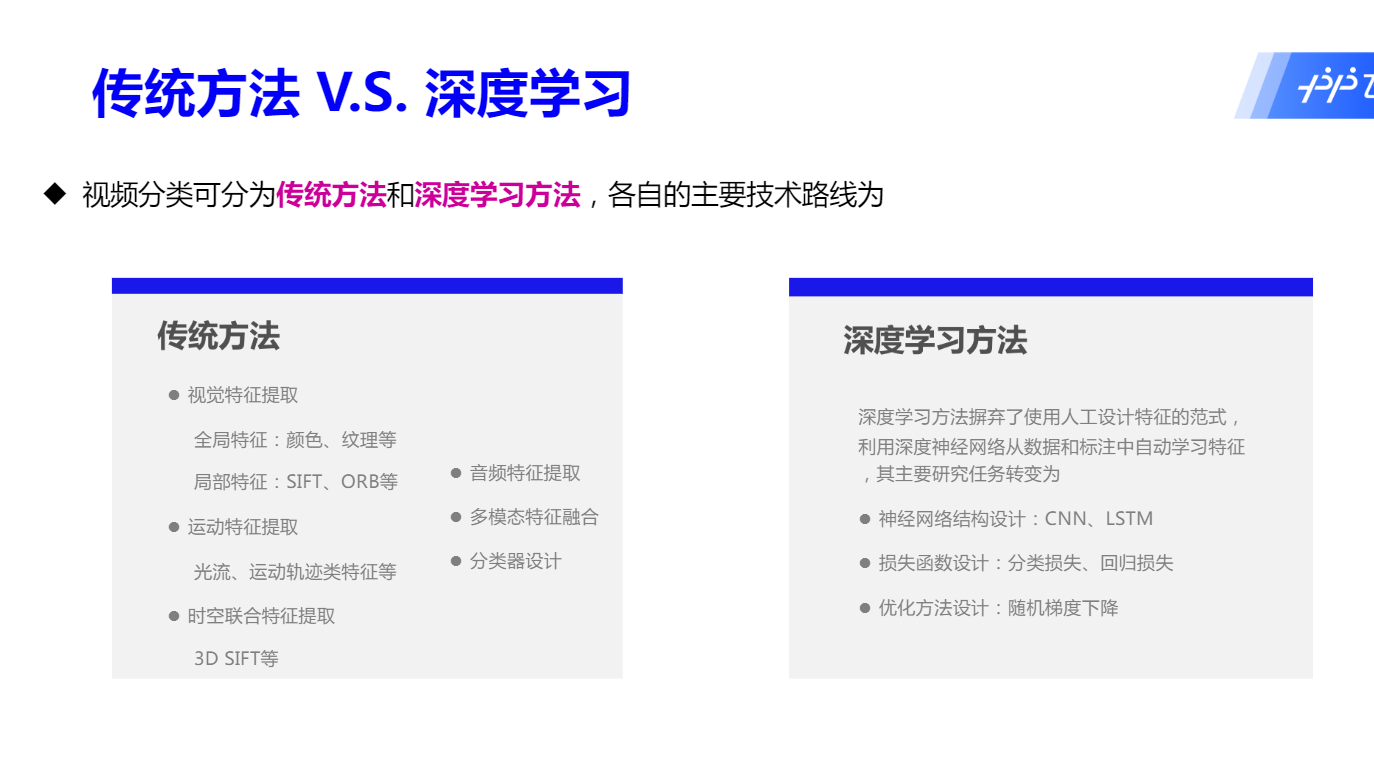 传统方法 V.S. 深度学习
◆ 视频分类可分为传统方法和深度学习方法，各自的主要技术路线为
传统方法
● 视觉特征提取
全局特征：颜色、纹理等
局部特征：SIFT、ORB等
● 运动特征提取
光流、运动轨迹类特征等
● 时空联合特征提取
3D SIFT等
● 音频特征提取
● 多模态特征融合
● 分类器设计
深度学习方法
深度学习方法摒弃了使用人工设计特征的范式，
利用深度神经网络从数据和标注中自动学习特征
，其主要研究任务转变为
● 神经网络结构设计：CNN、LSTM
● 损失函数设计：分类损失、回归损失
● 优化方法设计：随机梯度下降